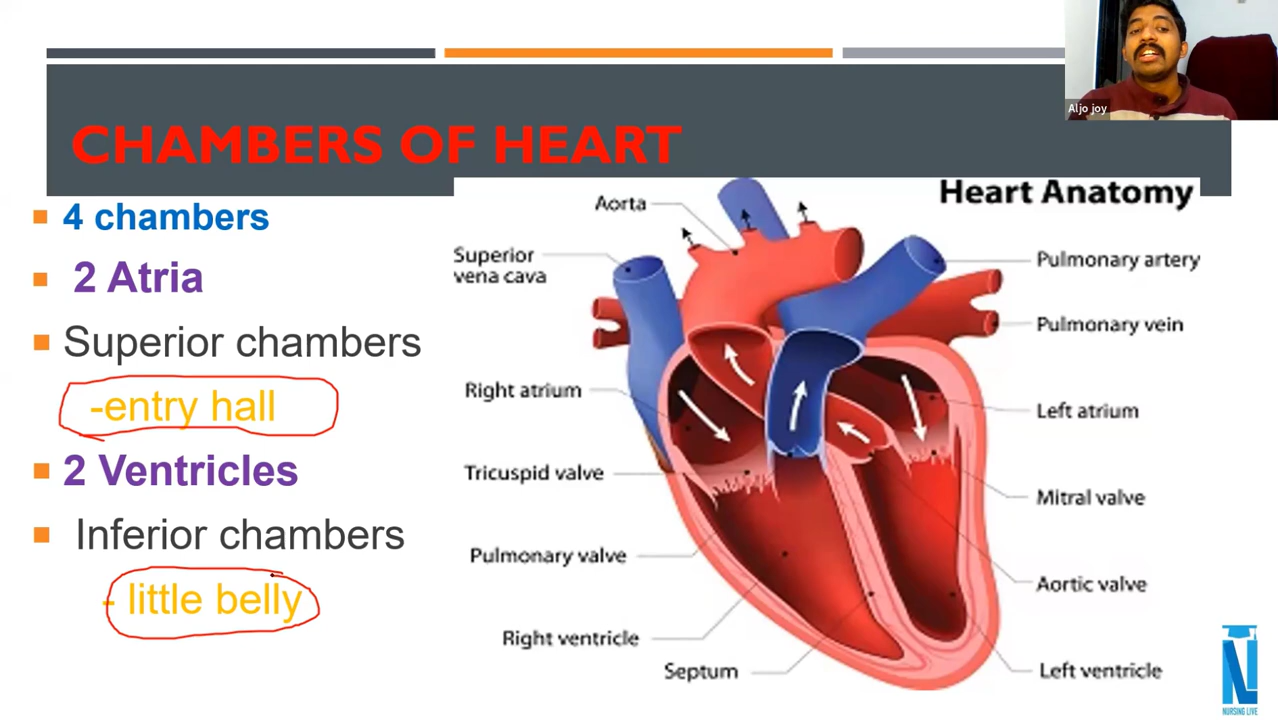 Aljo joy
CHAMBERS OF HEART
4 chambers
2 Atria
Superior chambers
-entry hall
2 Ventricles
Inferior chambers
- little belly
Heart Anatomy
Aorta
Superior
vena cava
Right atrium
Tricuspid valve
Pulmonary valve
Right ventricle
Septum
Pulmonary artery
Pulmonary vein
Left atrium
Mitral valve
Aortic valve
Left ventricle
NURSING LIVE